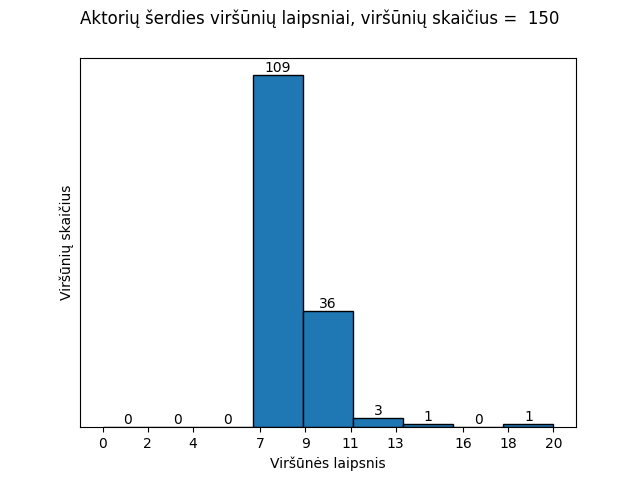 Aktorių šerdies viršūnių laipsniai, viršūnių skaičius =  150
Viršūnių skaičius
109
36
0 0 0 3 1 0 1
0 2 4 7 9 11 13 16 18 20
Viršūnės laipsnis